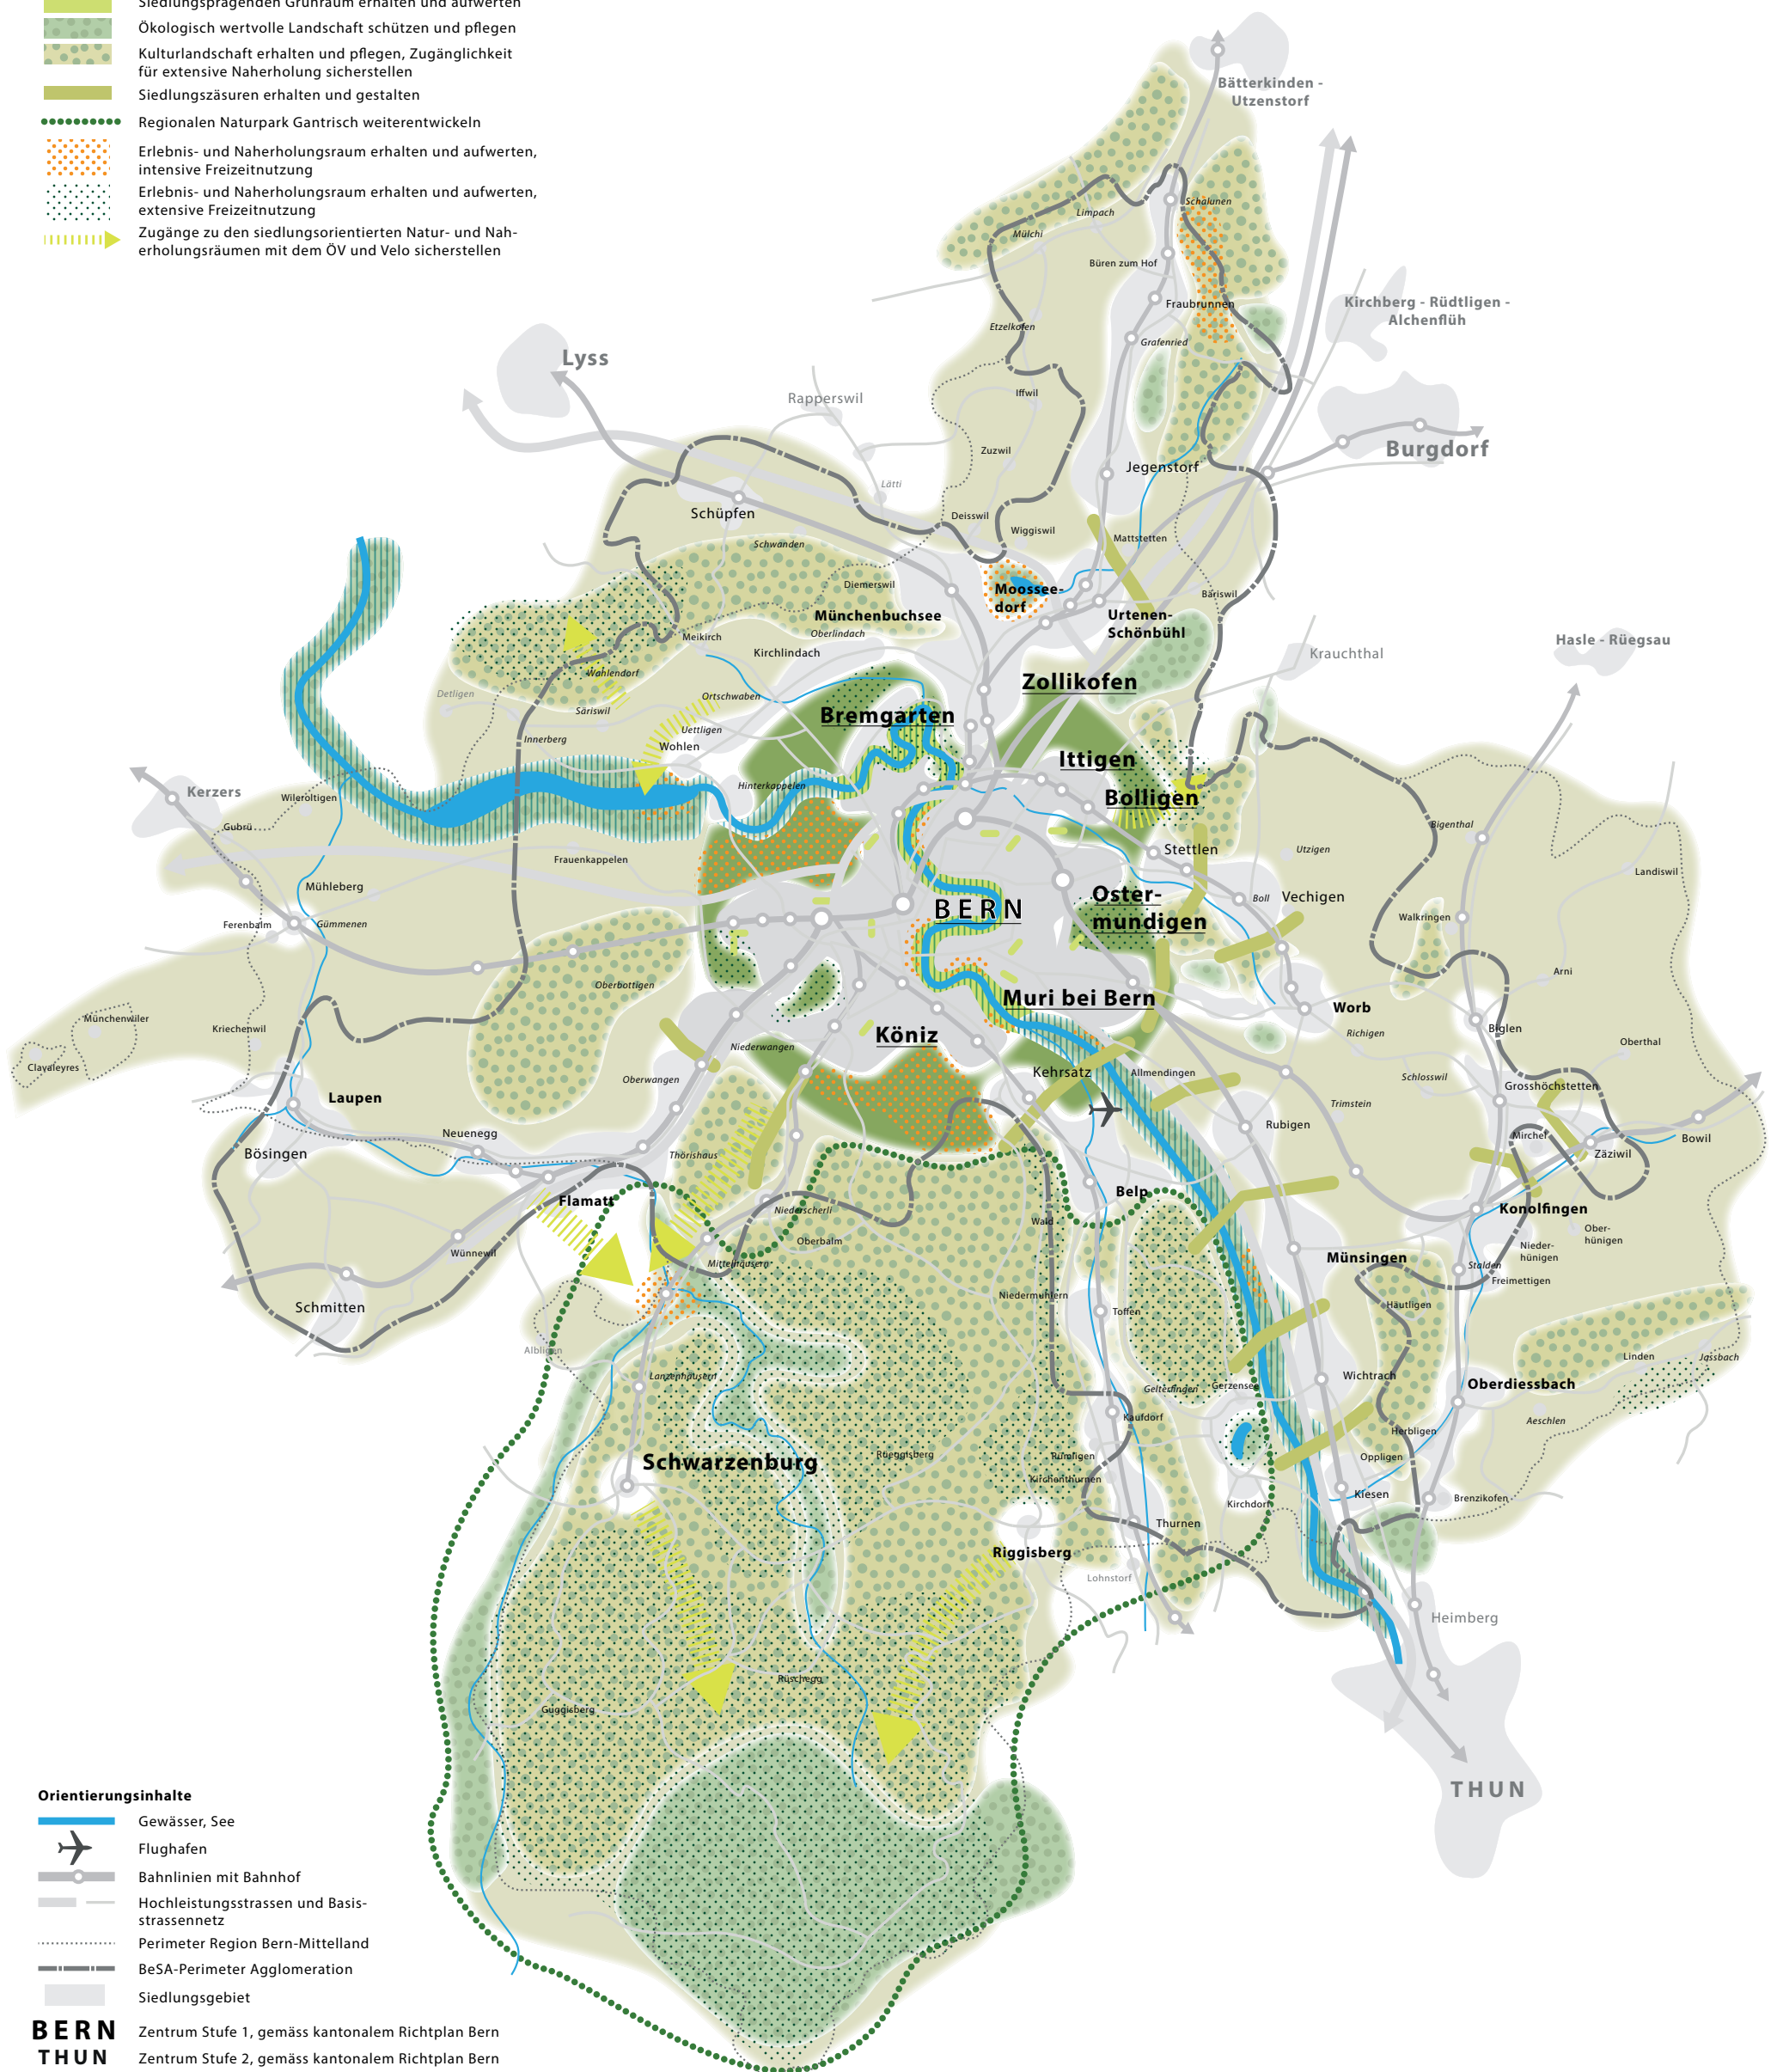 Siedlungsprägenden Grünraum erhalten und aufwerten
Ökologisch wertvolle Landschaft schützen und pflegen
Kulturlandschaft erhalten und pflegen, Zugänglichkeit
für extensive Naherholung sicherstellen
Siedlungszäsuren erhalten und gestalten
Regionalen Naturpark Gantrisch weiterentwickeln
Erlebnis- und Naherholungsraum erhalten und aufwerten,
intensive Freizeitnutzung
Erlebnis- und Naherholungsraum erhalten und aufwerten,
extensive Freizeitnutzung
Zugänge zu den siedlungsorientierten Natur- und Nah-
erholungsräumen mit dem ÖV und Velo sicherstellen
Bätterkinden -
Utzenstorf
Schalunen
Limpach
Mülchi
Büren zum Hof
Fraubrunnen
Kirchberg - Rüdtligen -
Alchenflüh
Etzelkofen
Grafenried
Lyss
Rapperswil
Iffwil
Burgdorf
Zuzwil
Jegenstorf
Lätti
Schüpfen
Deisswil
Wiggiswil
Mattstetten
Schwanden
Diemerswil
Moossee-
dorf
Bäriswil
Münchenbuchsee
Urtenen-
Schönbühl
Meikirch
Oberlindach
Kirchlindach
Krauchthal
Hasle - Rüegsau
Wahlendorf
Zollikofen
Detligen
Ortschwaben
Säriswil
Bremgarten
Uettligen
Innerberg
Wohlen
Ittigen
Hinterkappelen
Bolligen
Kerzers
Wileroltigen
Gubrü
Bigenthal
Frauenkappelen
Stettlen
Utzigen
Landiswil
Mühleberg
Oster-
mundigen
Boll
Vechigen
BERN
Walkringen
Ferenbalm
Gümmenen
Oberbottigen
Arni
Muri bei Bern
Worb
Münchenwiler
Kriechenwil
Köniz
Richigen
Biglen
Niederwangen
Oberthal
Clavaleyres
Oberwangen
Kehrsatz
Allmendingen
Schlosswil
Grosshöchstetten
Laupen
Trimstein
Neuenegg
Rubigen
Mirchel
Bowil
Bösingen
Thörishaus
Zäziwil
Flamatt
Belp
Niederscherli
Wald
Konolfingen
Ober-
hünigen
Oberbalm
Nieder-
hünigen
Wünnewil
Mittelhäusern
Münsingen
Stalden
Freimettigen
Niedermuhlern
Häutligen
Schmitten
Toffen
Albligen
Linden
Jassbach
Lanzenhäusern
Wichtrach
Gelterfingen
Gerzensee
Oberdiessbach
Kaufdorf
Aeschlen
Herbligen
Schwarzenburg
Rüeggisberg
Rümligen
Oppligen
Kirchenthurnen
Kiesen
Brenzikofen
Kirchdorf
Thurnen
Riggisberg
Lohnstorf
Heimberg
Rüschegg
Guggisberg
THUN
Orientierungsinhalte
Gewässer, See
Flughafen
Bahnlinien mit Bahnhof
Hochleistungsstrassen und Basis-
strassennetz
Perimeter Region Bern-Mittelland
BeSA-Perimeter Agglomeration
Siedlungsgebiet
BERN Zentrum Stufe 1, gemäss kantonalem Richtplan Bern
THUN Zentrum Stufe 2, gemäss kantonalem Richtplan Bern